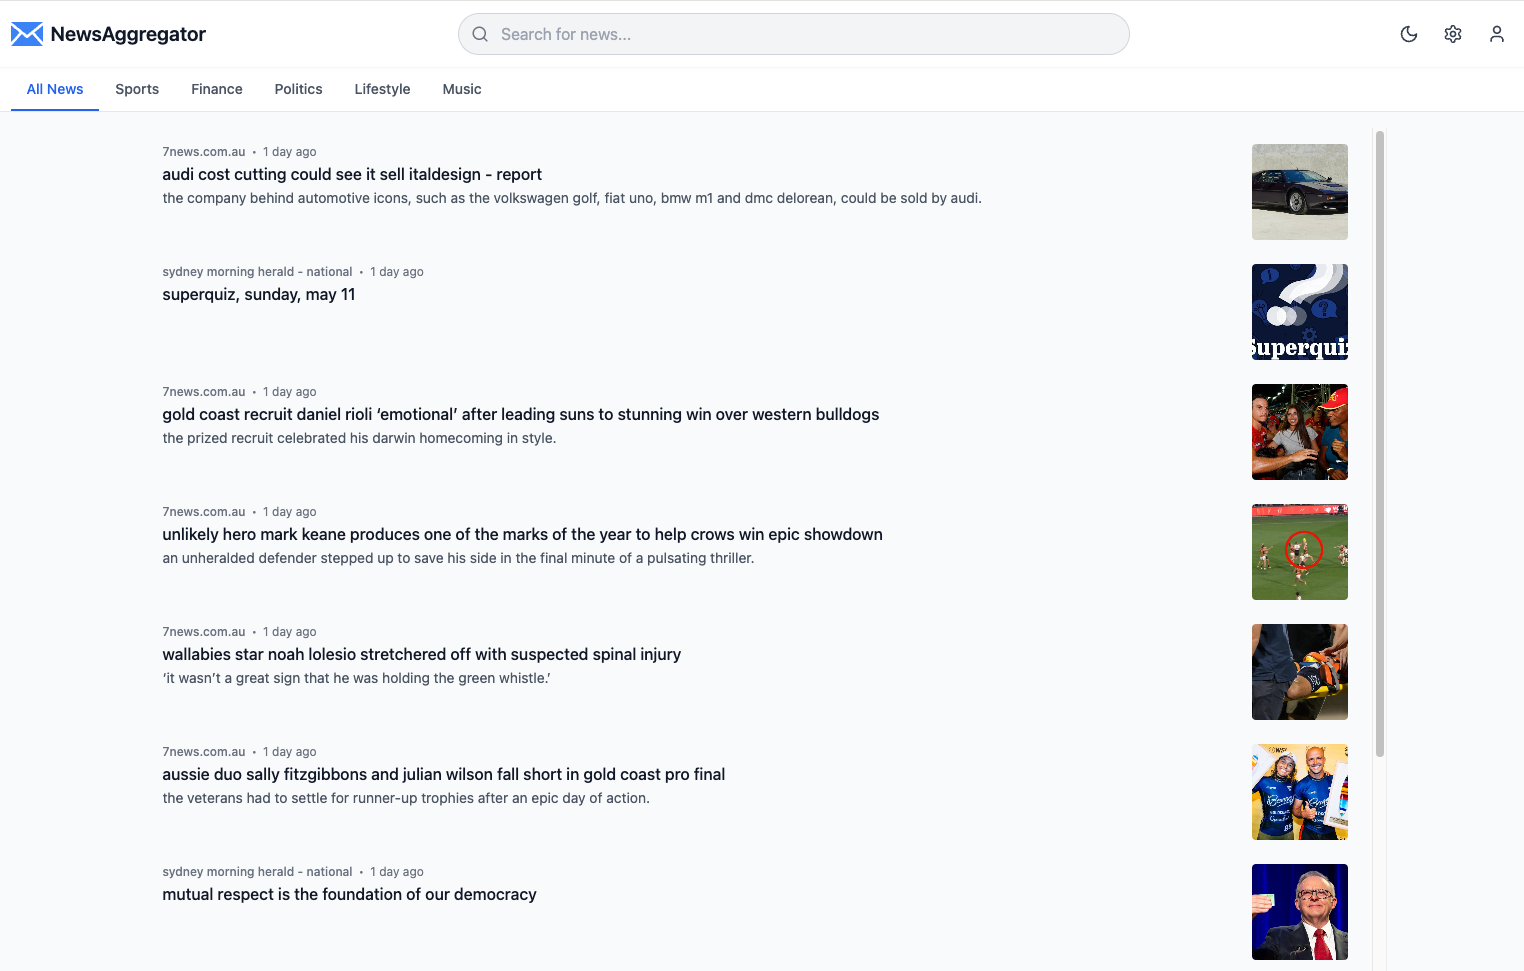 NewsAggregator
Search for news...
All News
Sports
Finance
Politics
Lifestyle
Music
7news.com.au • 1 day ago
audi cost cutting could see it sell italdesign - report
the company behind automotive icons, such as the volkswagen golf, fiat uno, bmw m1 and dmc delorean, could be sold by audi.
sydney morning herald - national • 1 day ago
superquiz, sunday, may 11
Superquiz
7news.com.au • 1 day ago
gold coast recruit daniel rioli ‘emotional’ after leading suns to stunning win over western bulldogs
the prized recruit celebrated his darwin homecoming in style.
7news.com.au • 1 day ago
unlikely hero mark keane produces one of the marks of the year to help crows win epic showdown
an unheralded defender stepped up to save his side in the final minute of a pulsating thriller.
7news.com.au • 1 day ago
wallabies star noah lolesio stretchered off with suspected spinal injury
‘it wasn’t a great sign that he was holding the green whistle.’
7news.com.au • 1 day ago
aussie duo sally fitzgibbons and julian wilson fall short in gold coast pro final
the veterans had to settle for runner-up trophies after an epic day of action.
sydney morning herald - national • 1 day ago
mutual respect is the foundation of our democracy